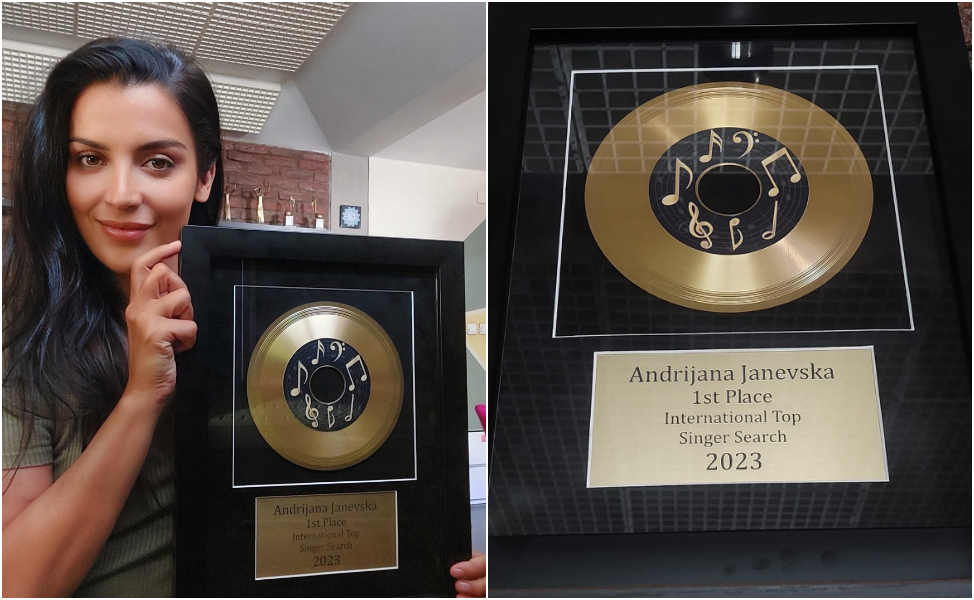 Andrijana Janevska
1st Place
International Top
Singer Search
2023
Andrijana Janevska
1st Place
International Top
Singer Search
2023